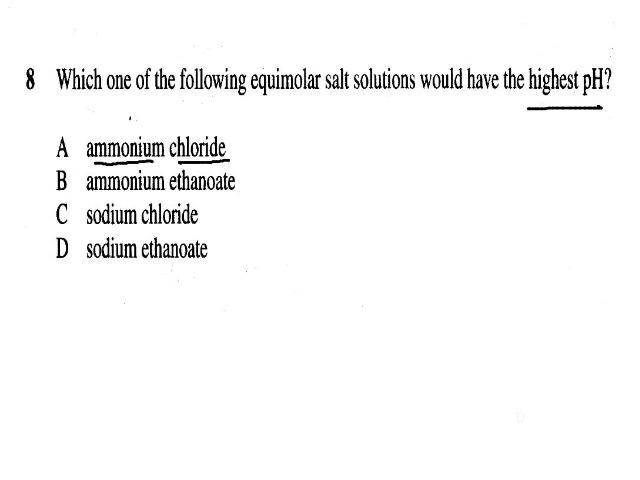 8 Which one of the following equimolar salt solutions would have the highest pH?
A ammonium chloride
B ammonium ethanoate
C sodium chloride
D sodium ethanoate